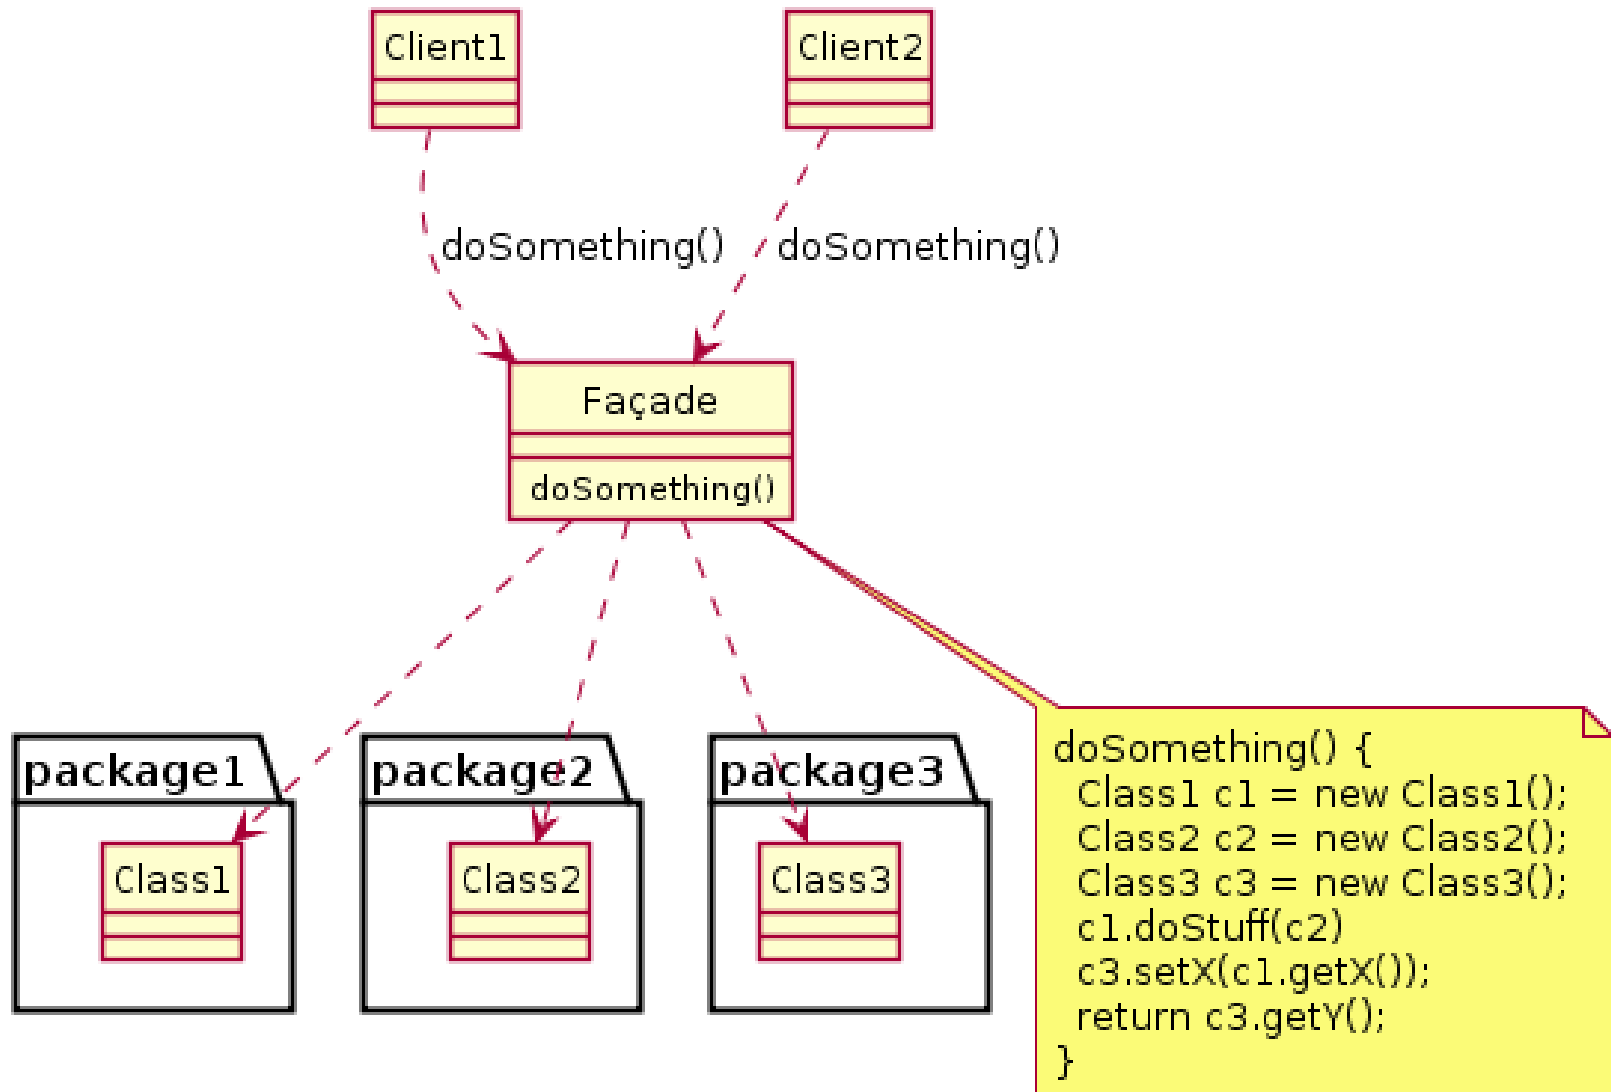 Client1
Client2
doSomething()
doSomething()
Façade
doSomething()
package1
package2
package3
Class1
Class2
Class3
doSomething() {
  Class1 c1 = new Class1();
  Class2 c2 = new Class2();
  Class3 c3 = new Class3();
  c1.doStuff(c2)
  c3.setX(c1.getX());
  return c3.getY();
}